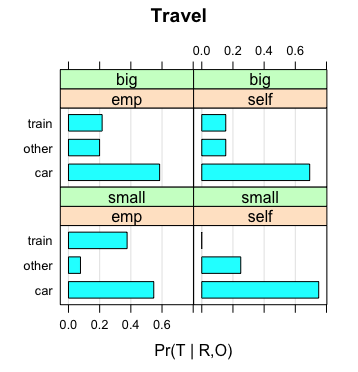 Travel
0.0 0.2 0.4 0.6
big big
emp self
train
other
car
small small
emp self
train
other
car
0.0 0.2 0.4 0.6
Pr(T | R,O)